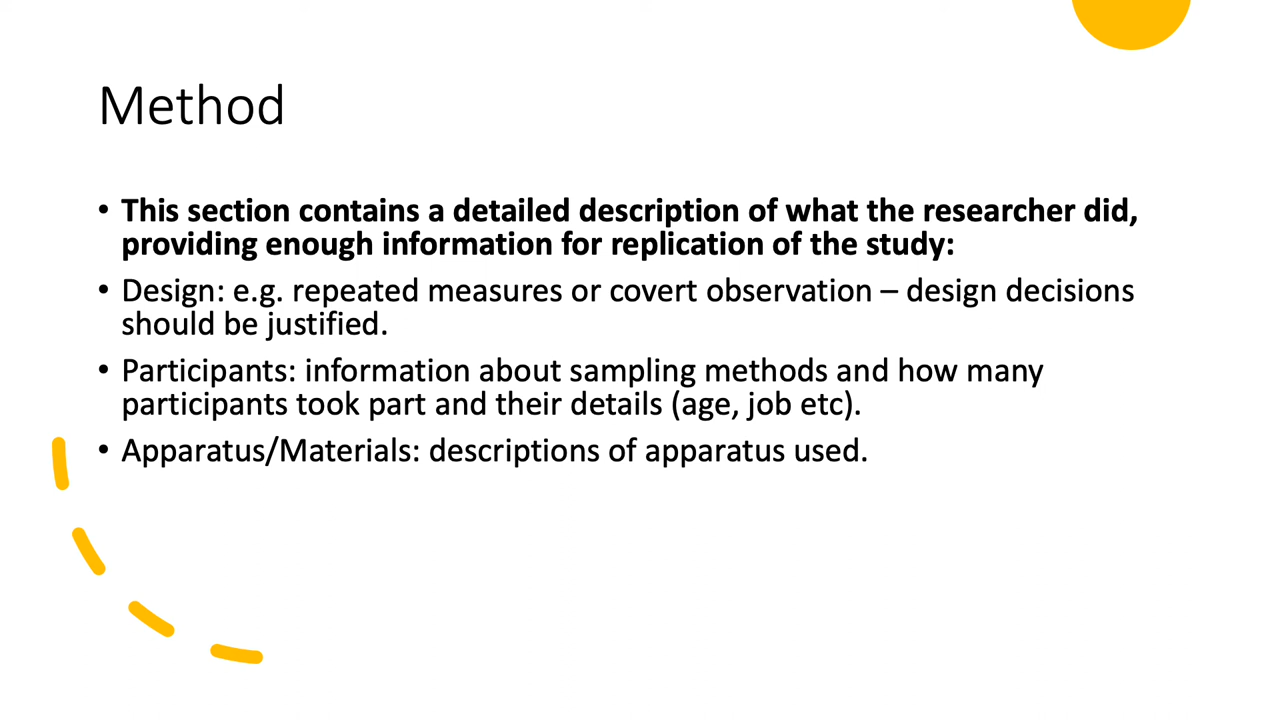 Method
• This section contains a detailed description of what the researcher did,
providing enough information for replication of the study:
• Design: e.g. repeated measures or covert observation – design decisions
should be justified.
• Participants: information about sampling methods and how many
participants took part and their details (age, job etc).
• Apparatus/Materials: descriptions of apparatus used.